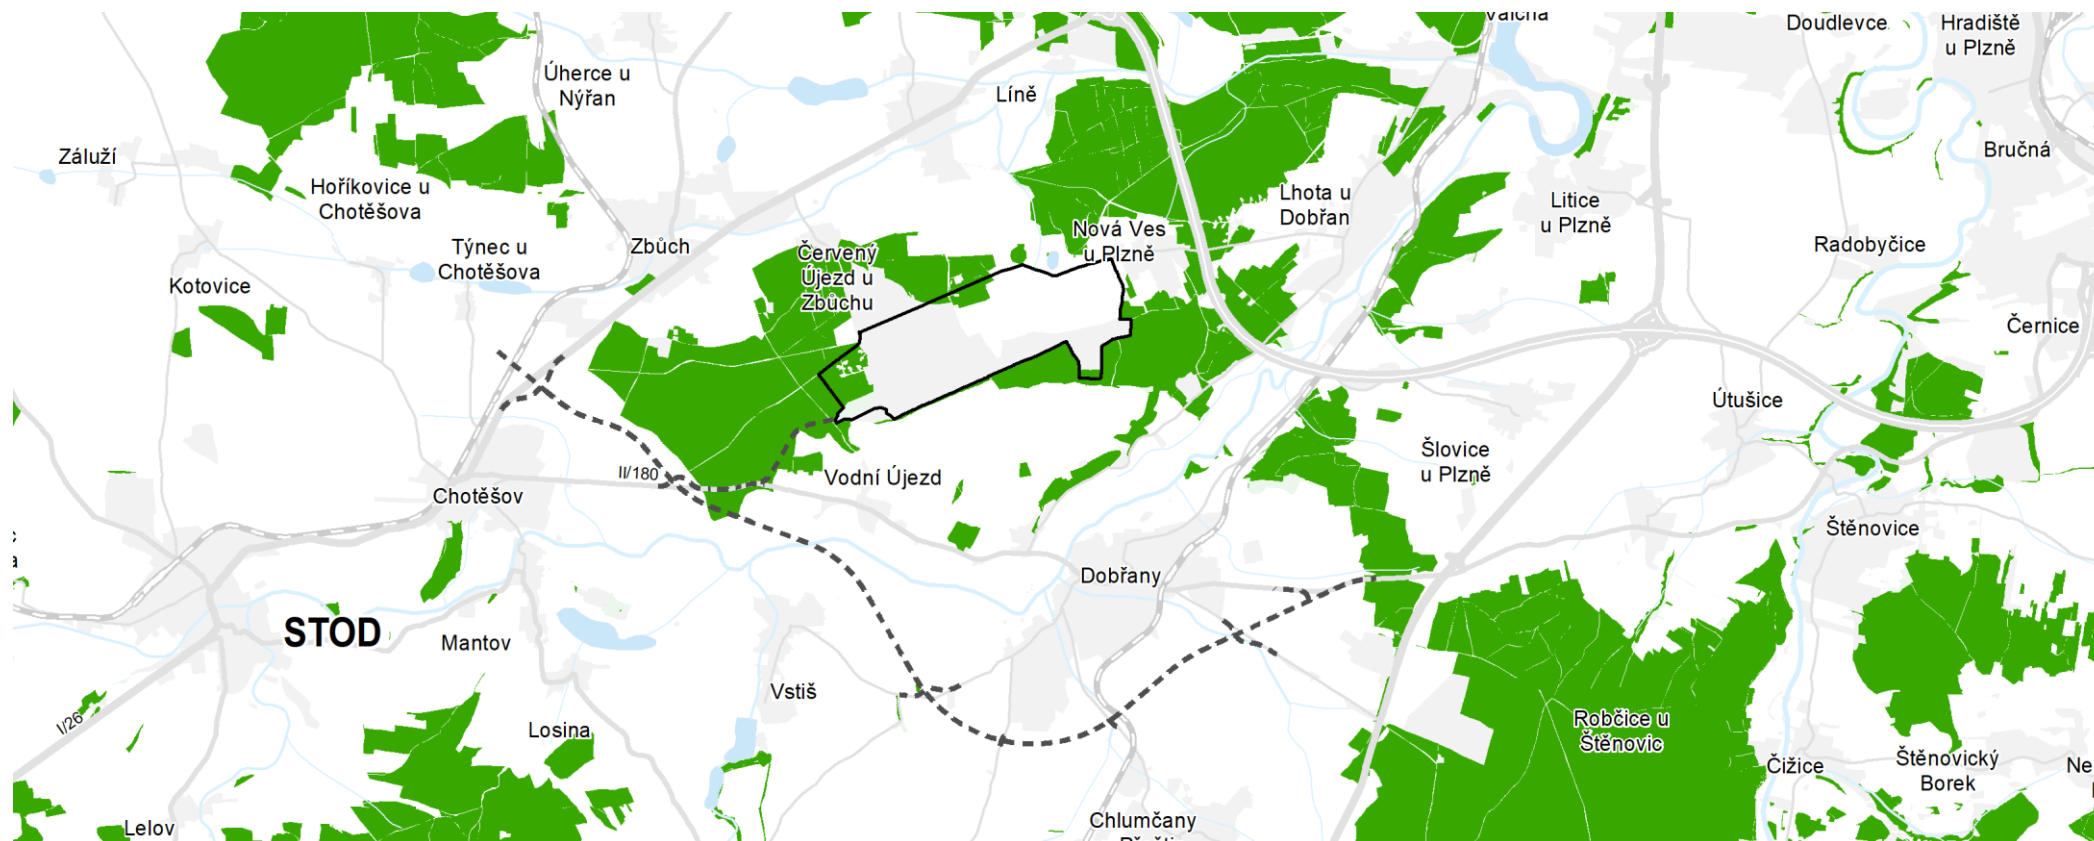 Valcha
Doudlevce
Hradiště
u Plzně
Úherce u
Nýřan
Líně
Záluží
Bručná
Hoříkovice u
Chotěšova
Lhota u
Dobřan
Litice
u Plzně
Týnec u
Chotěšova
Zbůch
Červený
Újezd u
Zbůchu
Nová Ves
u Plzně
Radobyčice
Kotovice
Černice
Útušice
II/180
Vodní Újezd
Šlovice
u Plzně
Chotěšov
Štěnovice
Dobřany
STOD
Mantov
Vstiš
I/26
Losina
Robčice u
Štěnovic
Čižice
Štěnovický
Borek
Ne
Lelov
Chlumčany